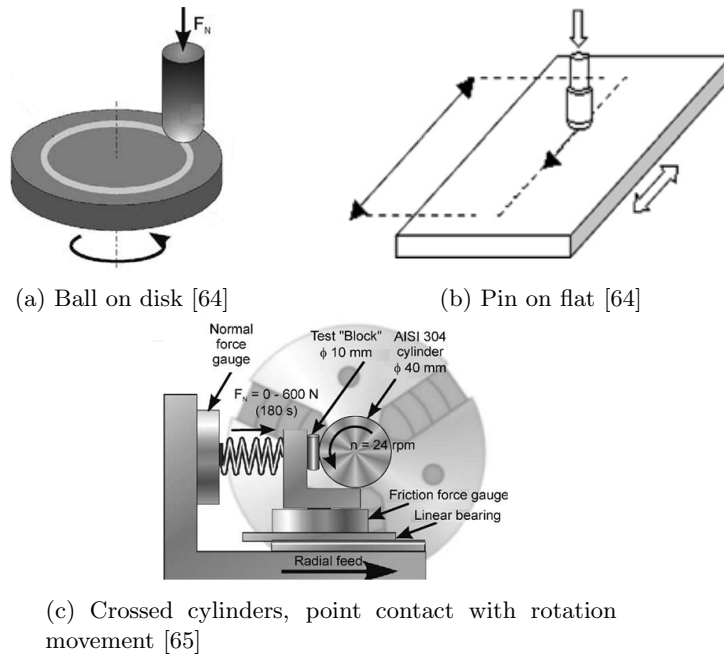 F_N
(a) Ball on disk [64]
(b) Pin on flat [64]
Normal
force
gauge
Test "Block"
ϕ 10 mm
AISI 304
cylinder
ϕ 40 mm
F_N = 0 - 600 N
(180 s)
n = 24 rpm
Friction force gauge
Linear bearing
Radial feed
(c) Crossed cylinders, point contact with rotation
movement [65]